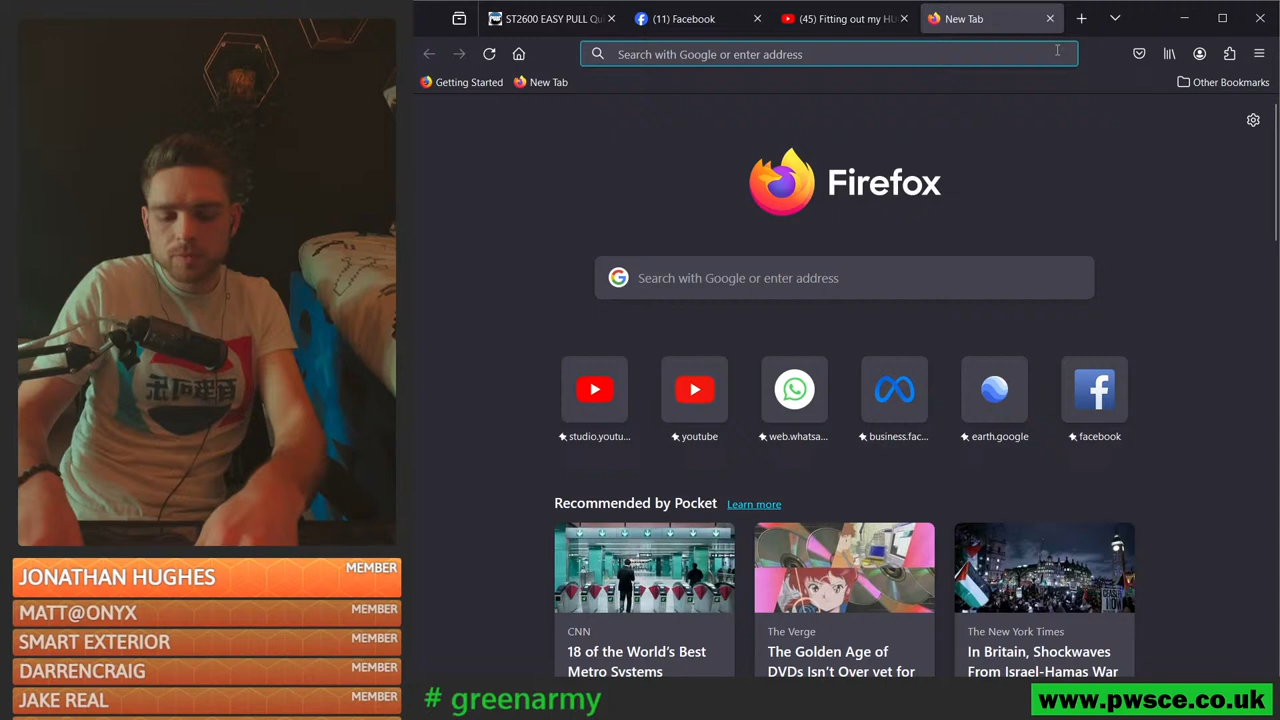 ST2600 EASY PULL Qu
(11) Facebook
(45) Fitting out my HU
New Tab
Search with Google or enter address
Getting Started
New Tab
Other Bookmarks
Firefox
Search with Google or enter address
studio.youtu...
youtube
web.whatsa...
business.fac...
earth.google
facebook
Recommended by Pocket
Learn more
CNN
18 of the World's Best
Metro Systems
The Verge
The Golden Age of
DVDs Isn't Over yet for
The New York Times
In Britain, Shockwaves
From Israel-Hamas War
JONATHAN HUGHES
MEMBER
MATT@ONYX
MEMBER
SMART EXTERIOR
MEMBER
DARRENCRAIG
MEMBER
JAKE REAL
MEMBER
# greenarmy
www.pwsce.co.uk